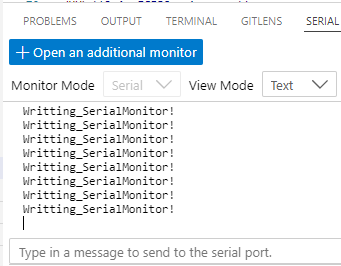 PROBLEMS OUTPUT TERMINAL GITLENS SERIAL
+ Open an additional monitor
Monitor Mode Serial View Mode Text
Writting_SerialMonitor!
Writting_SerialMonitor!
Writting_SerialMonitor!
Writting_SerialMonitor!
Writting_SerialMonitor!
Writting_SerialMonitor!
Writting_SerialMonitor!
Writting_SerialMonitor!
Type in a message to send to the serial port.